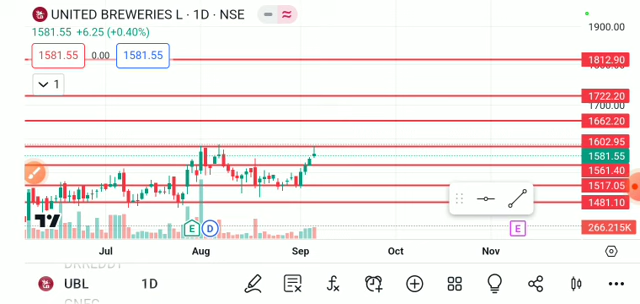 UNITED BREWERIES L · 1D · NSE
1581.55 +6.25 (+0.40%)
1581.55 0.00 1581.55
1
1900.00
1812.90
1722.20
1700.00
1662.20
1602.95
1581.55
1561.40
1517.05
1481.10
266.215K
E D E
Jul Aug Sep Oct Nov
UBL 1D